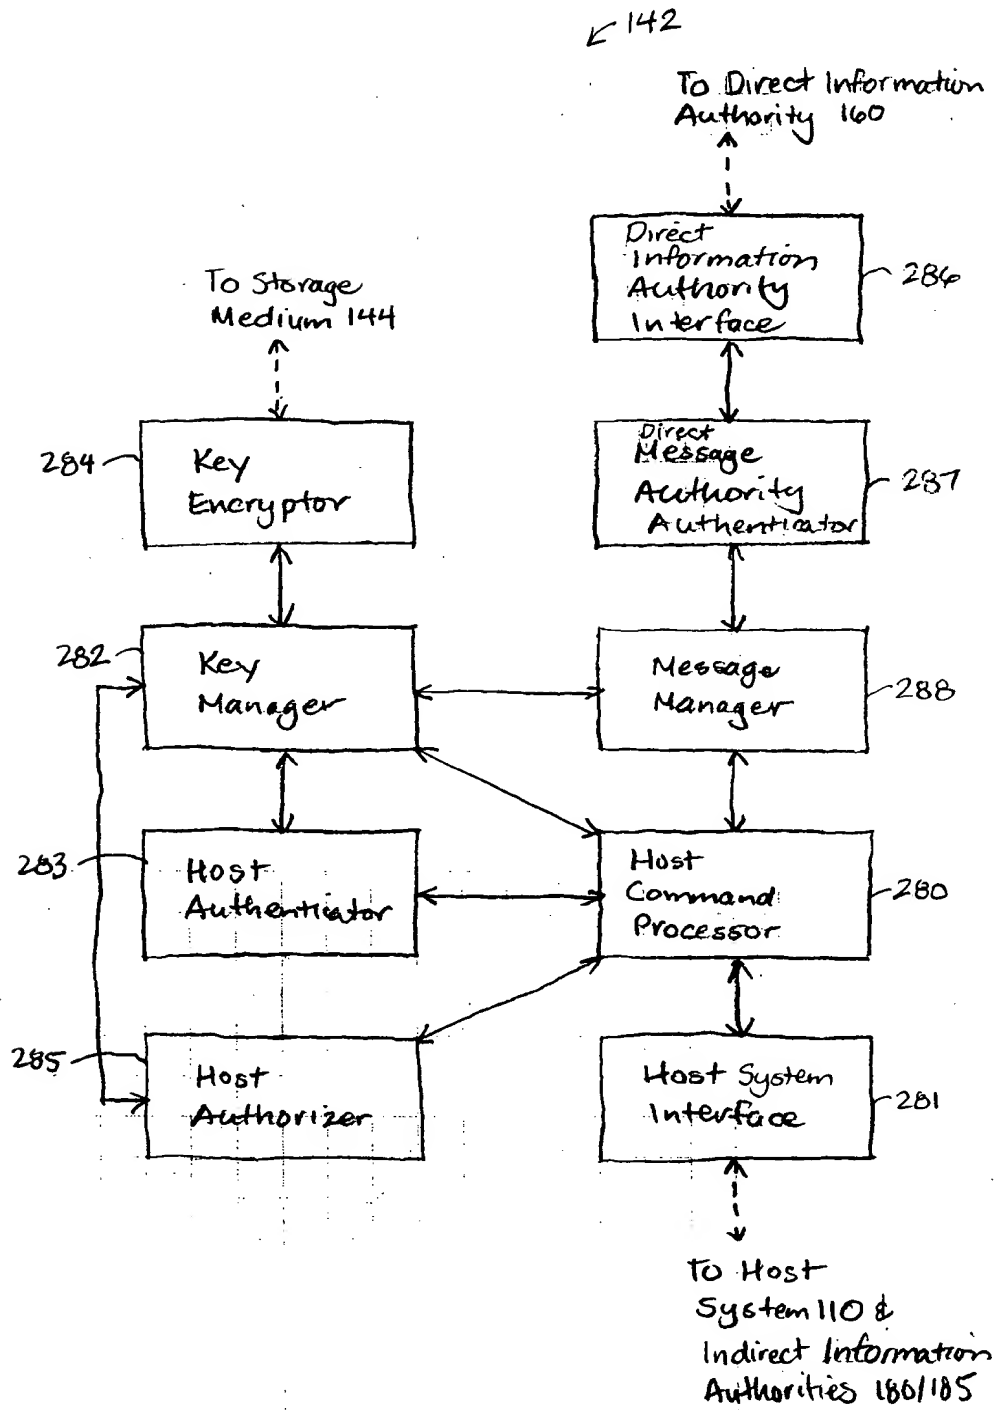 142
To Direct Information
Authority 160
Direct
Information
Authority
Interface
286
To Storage
Medium 144
Key
Encryptor
284
Direct
Message
Authority
Authenticator
287
Key
Manager
282
Message
Manager
288
Host
Authenticator
283
Host
Command
Processor
280
Host
Authorizer
285
Host System
Interface
281
To Host
System 110 &
Indirect Information
Authorities 180/185